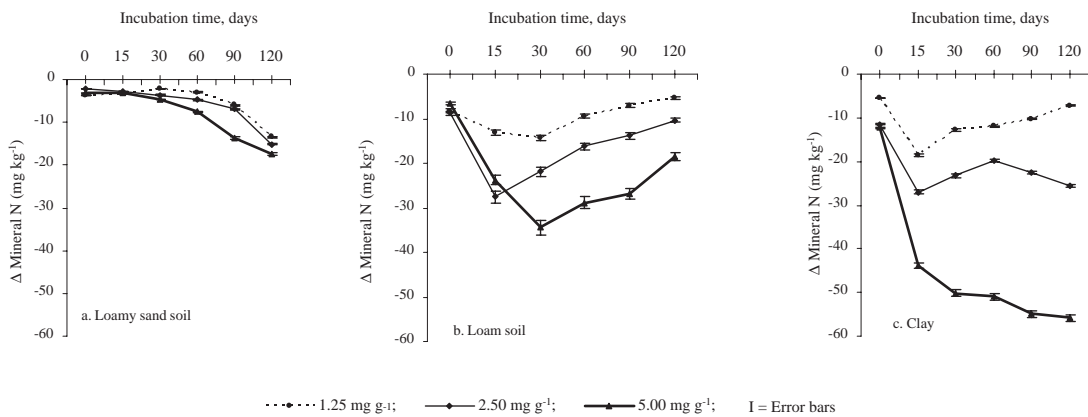 Incubation time, days
0 15 30 60 90 120
0
-10
-20
-30
-40
-50
-60
Δ Mineral N (mg kg-1)
a. Loamy sand soil
Incubation time, days
0 15 30 60 90 120
0
-10
-20
-30
-40
-50
-60
Δ Mineral N (mg kg-1)
b. Loam soil
Incubation time, days
0 15 30 60 90 120
0
-10
-20
-30
-40
-50
-60
Δ Mineral N (mg kg-1)
c. Clay
1.25 mg g-1; 2.50 mg g-1; 5.00 mg g-1; I = Error bars